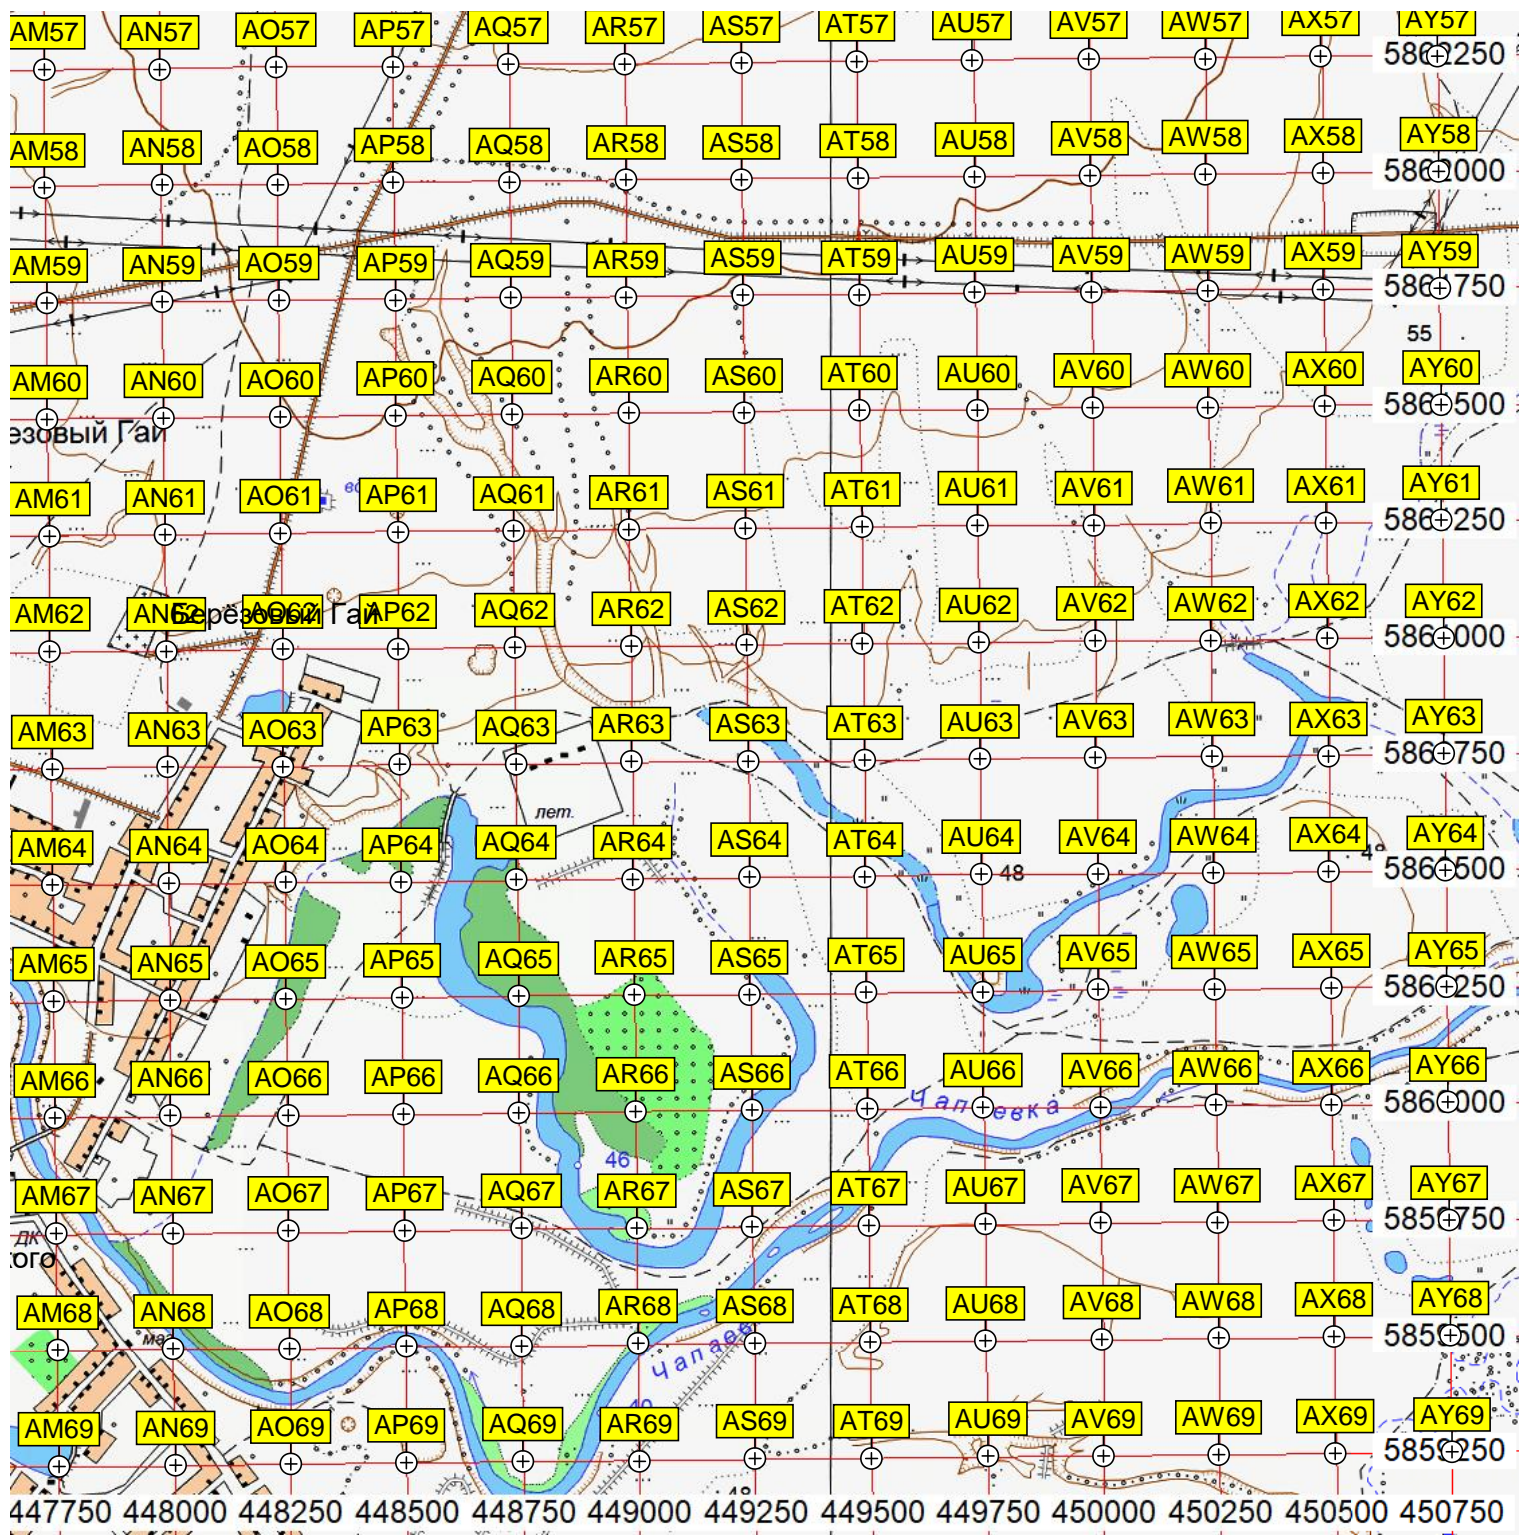 AM57 AN57 AO57 AP57 AQ57 AR57 AS57 AT57 AU57 AV57 AW57 AX57 AY57
5862250
AM58 AN58 AO58 AP58 AQ58 AR58 AS58 AT58 AU58 AV58 AW58 AX58 AY58
5862000
AM59 AN59 AO59 AP59 AQ59 AR59 AS59 AT59 AU59 AV59 AW59 AX59 AY59
5861750
55
AM60 AN60 AO60 AP60 AQ60 AR60 AS60 AT60 AU60 AV60 AW60 AX60 AY60
5861500
езовый Гай
AM61 AN61 AO61 AP61 AQ61 AR61 AS61 AT61 AU61 AV61 AW61 AX61 AY61
5861250
AM62 AN62 AO62 AP62 AQ62 AR62 AS62 AT62 AU62 AV62 AW62 AX62 AY62
Берёзовый Гай
5861000
AM63 AN63 AO63 AP63 AQ63 AR63 AS63 AT63 AU63 AV63 AW63 AX63 AY63
5860750
лет.
AM64 AN64 AO64 AP64 AQ64 AR64 AS64 AT64 AU64 AV64 AW64 AX64 AY64
48
5860500
AM65 AN65 AO65 AP65 AQ65 AR65 AS65 AT65 AU65 AV65 AW65 AX65 AY65
5860250
AM66 AN66 AO66 AP66 AQ66 AR66 AS66 AT66 AU66 AV66 AW66 AX66 AY66
Чапаевка
5860000
46
AM67 AN67 AO67 AP67 AQ67 AR67 AS67 AT67 AU67 AV67 AW67 AX67 AY67
5859750
ДК
кого
AM68 AN68 AO68 AP68 AQ68 AR68 AS68 AT68 AU68 AV68 AW68 AX68 AY68
5859500
Чапаев
AM69 AN69 AO69 AP69 AQ69 AR69 AS69 AT69 AU69 AV69 AW69 AX69 AY69
5859250
447750 448000 448250 448500 448750 449000 449250 449500 449750 450000 450250 450500 450750